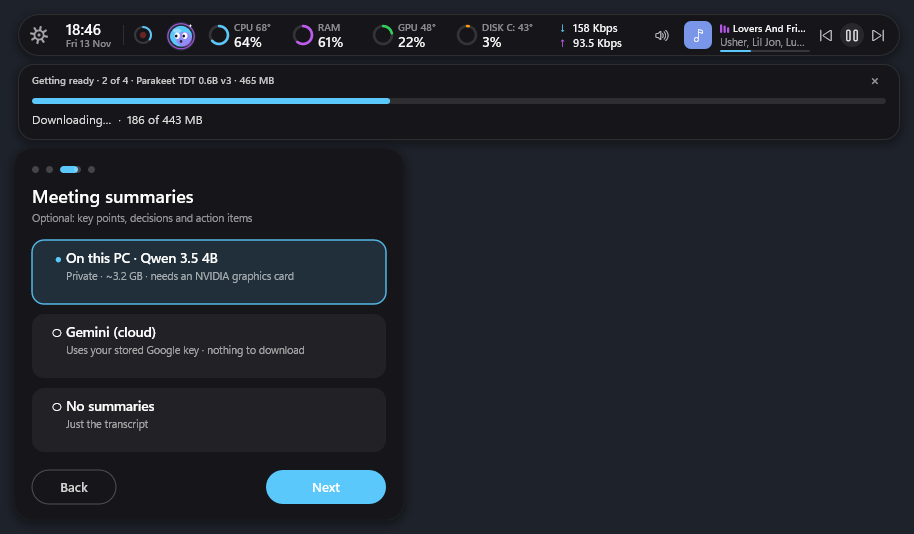 18:46
Fri 13 Nov
CPU 68°
64%
RAM
61%
GPU 48°
22%
DISK C: 43°
3%
↓ 158 Kbps
↑ 93.5 Kbps
Lovers And Fri...
Usher, Lil Jon, Lu...
Getting ready · 2 of 4 · Parakeet TDT 0.6B v3 · 465 MB
Downloading... · 186 of 443 MB
Meeting summaries
Optional: key points, decisions and action items
On this PC · Qwen 3.5 4B
Private · ~3.2 GB · needs an NVIDIA graphics card
Gemini (cloud)
Uses your stored Google key · nothing to download
No summaries
Just the transcript
Back
Next